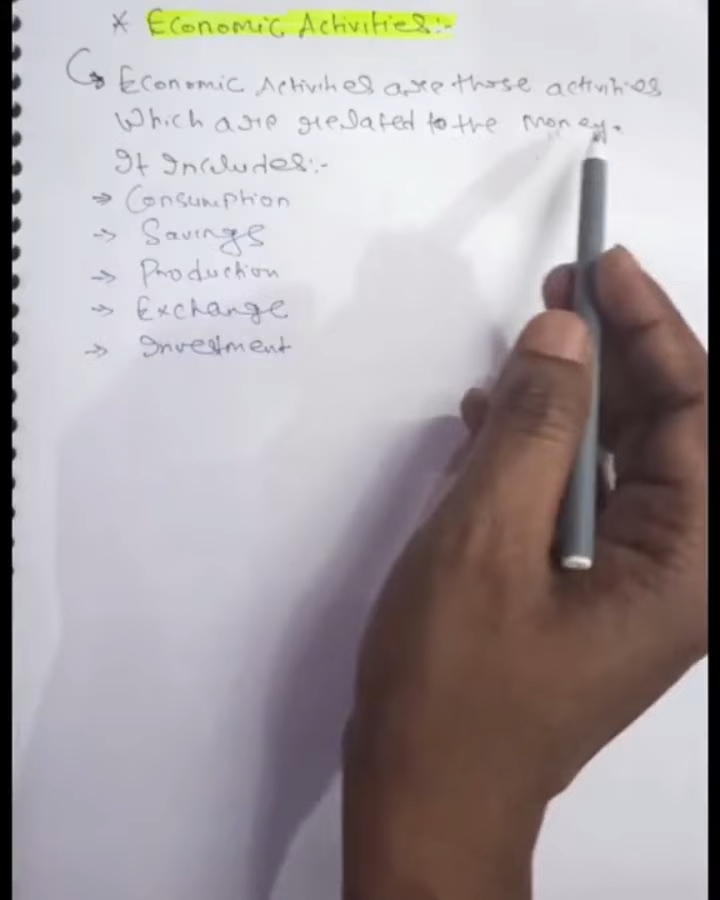 * Economic Activities:-
↳ Economic Activities are those activities
which are related to the money.
It Includes:-
→ Consumption
→ Savings
→ Production
→ Exchange
→ Investment